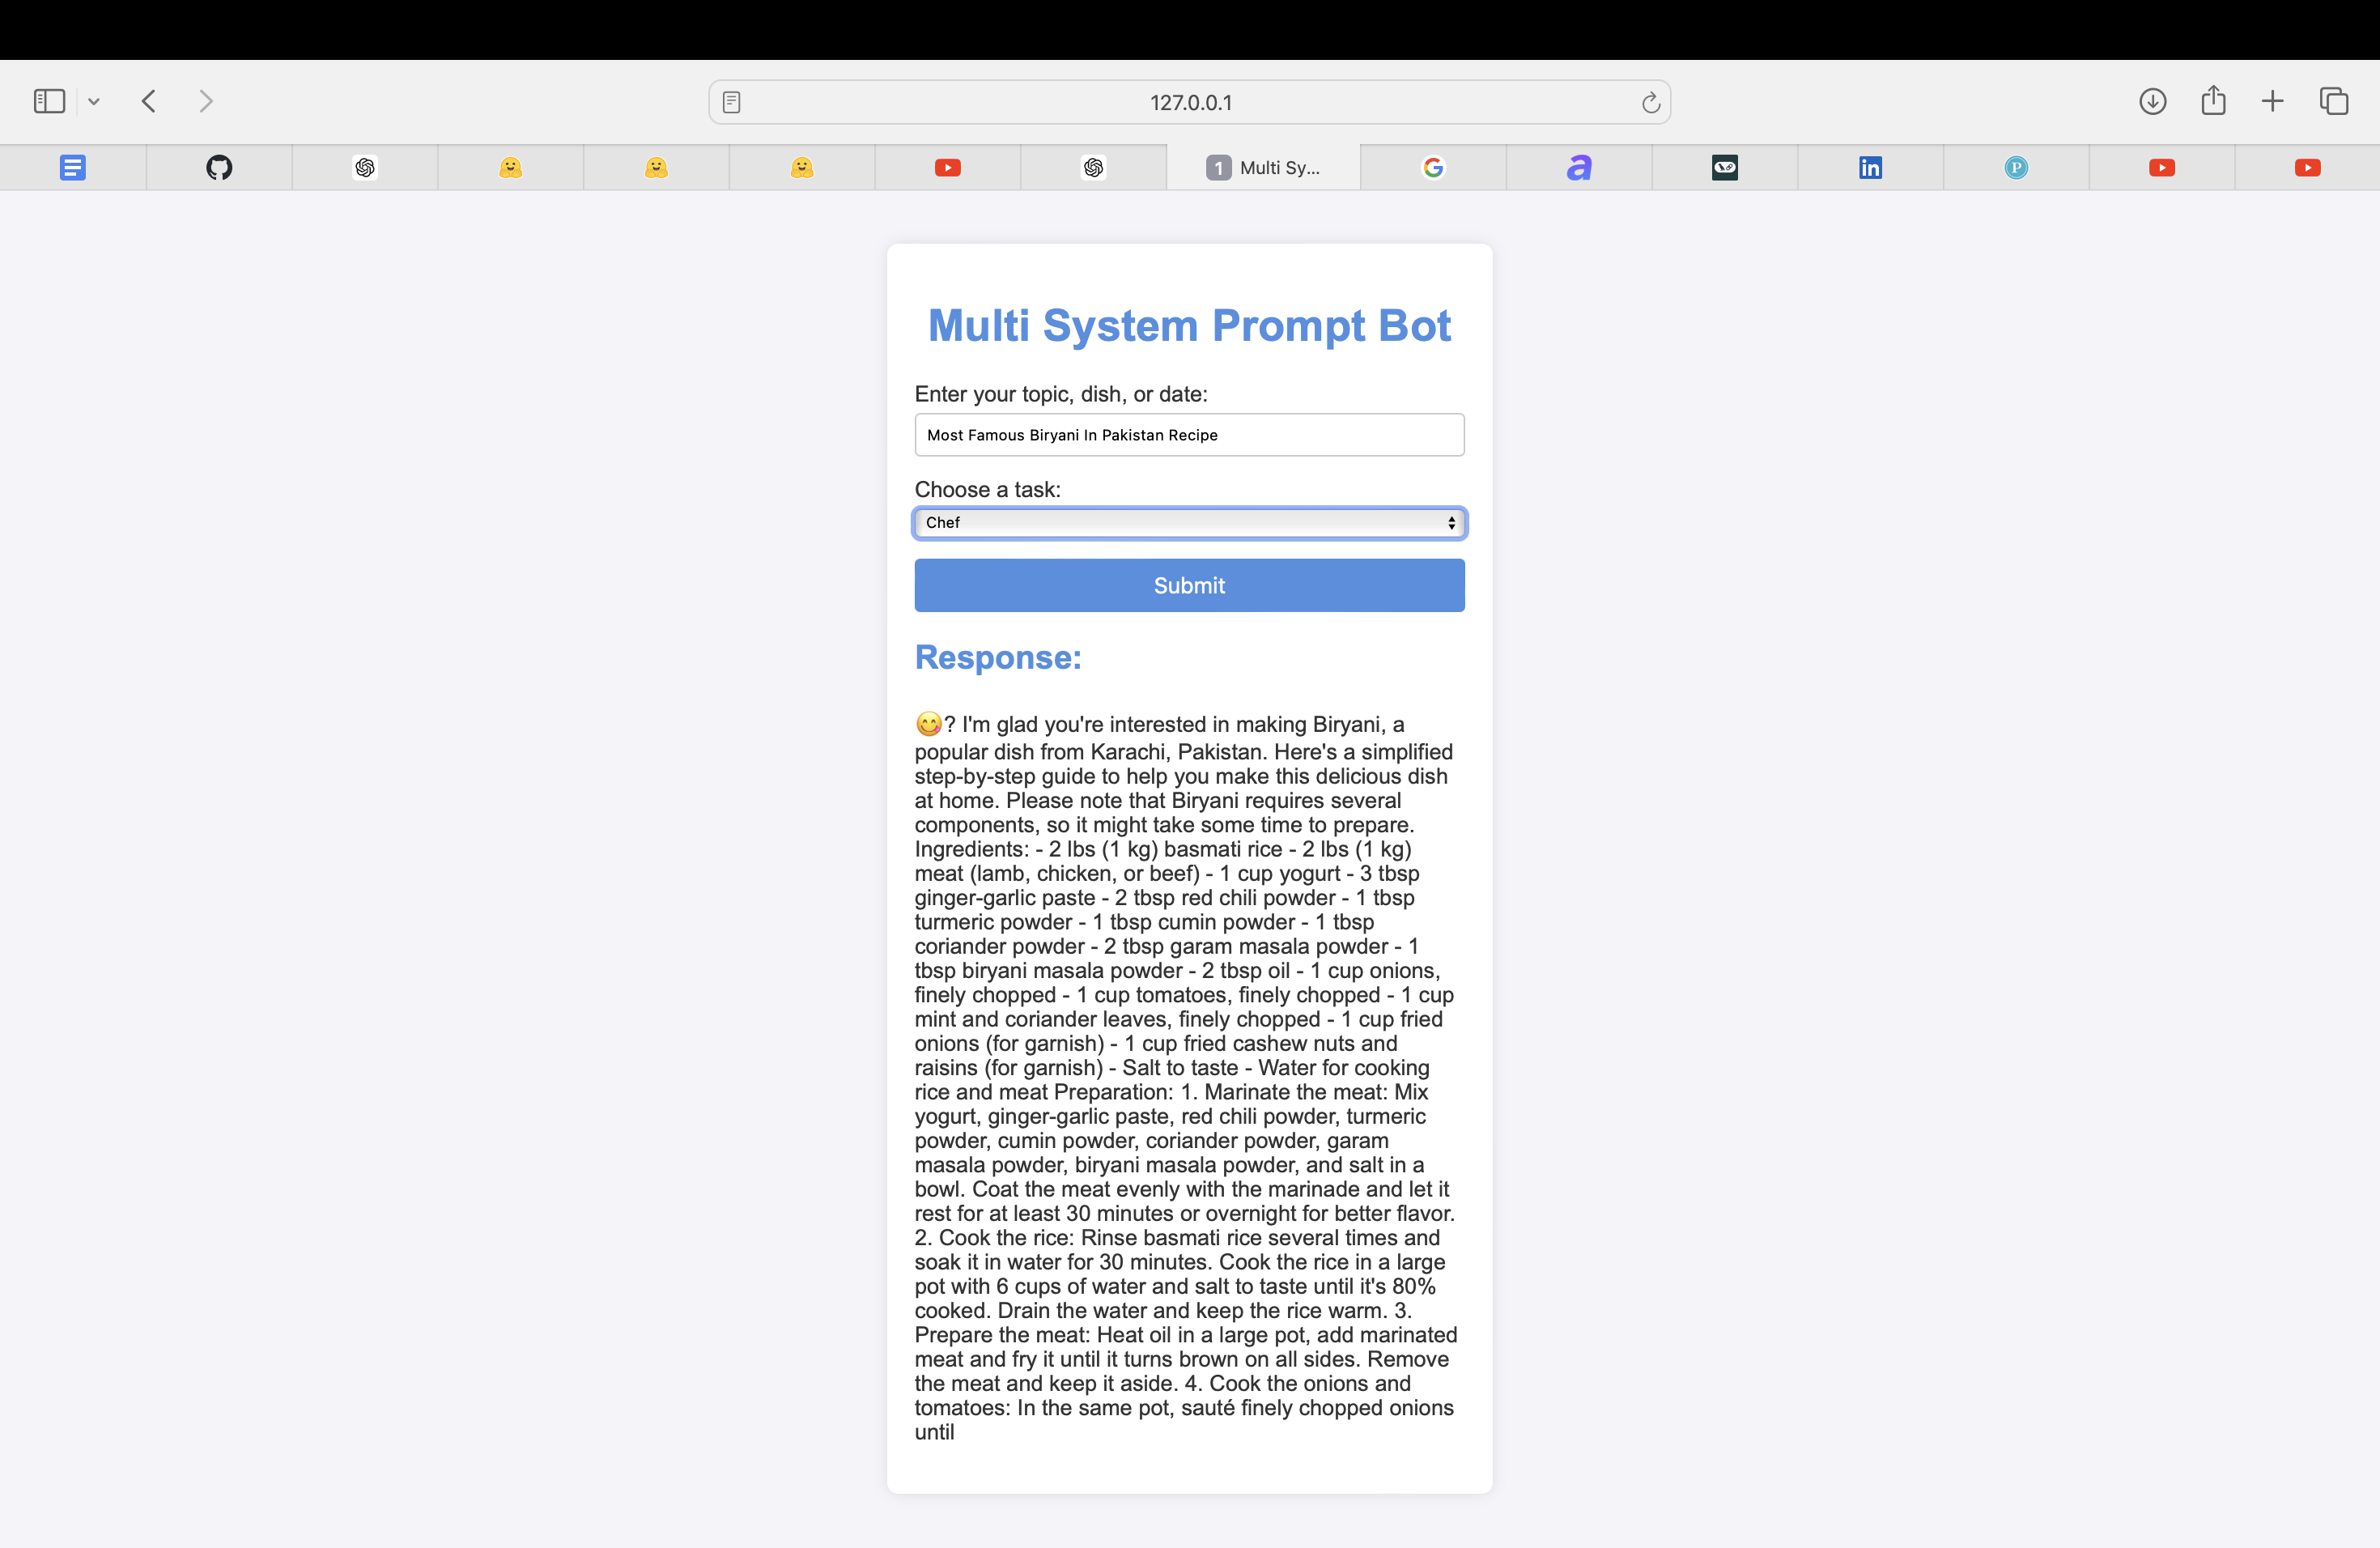 127.0.0.1
1 Multi Sy...
Multi System Prompt Bot
Enter your topic, dish, or date:
Most Famous Biryani In Pakistan Recipe
Choose a task:
Chef
Submit
Response:
😋? I'm glad you're interested in making Biryani, a
popular dish from Karachi, Pakistan. Here's a simplified
step-by-step guide to help you make this delicious dish
at home. Please note that Biryani requires several
components, so it might take some time to prepare.
Ingredients: - 2 lbs (1 kg) basmati rice - 2 lbs (1 kg)
meat (lamb, chicken, or beef) - 1 cup yogurt - 3 tbsp
ginger-garlic paste - 2 tbsp red chili powder - 1 tbsp
turmeric powder - 1 tbsp cumin powder - 1 tbsp
coriander powder - 2 tbsp garam masala powder - 1
tbsp biryani masala powder - 2 tbsp oil - 1 cup onions,
finely chopped - 1 cup tomatoes, finely chopped - 1 cup
mint and coriander leaves, finely chopped - 1 cup fried
onions (for garnish) - 1 cup fried cashew nuts and
raisins (for garnish) - Salt to taste - Water for cooking
rice and meat Preparation: 1. Marinate the meat: Mix
yogurt, ginger-garlic paste, red chili powder, turmeric
powder, cumin powder, coriander powder, garam
masala powder, biryani masala powder, and salt in a
bowl. Coat the meat evenly with the marinade and let it
rest for at least 30 minutes or overnight for better flavor.
2. Cook the rice: Rinse basmati rice several times and
soak it in water for 30 minutes. Cook the rice in a large
pot with 6 cups of water and salt to taste until it's 80%
cooked. Drain the water and keep the rice warm. 3.
Prepare the meat: Heat oil in a large pot, add marinated
meat and fry it until it turns brown on all sides. Remove
the meat and keep it aside. 4. Cook the onions and
tomatoes: In the same pot, sauté finely chopped onions
until